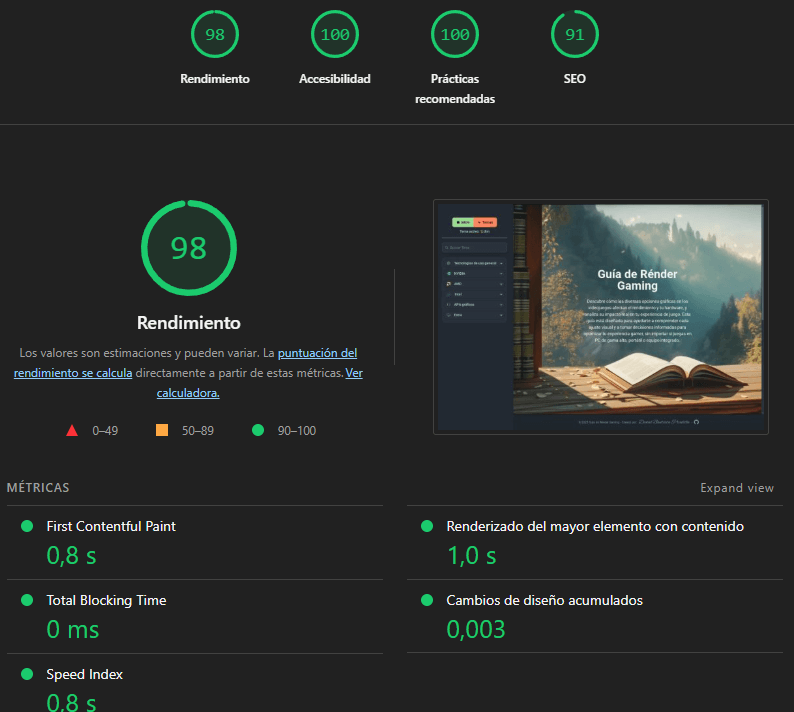 98
100
100
91
Rendimiento
Accesibilidad
Prácticas
recomendadas
SEO
98
Rendimiento
Los valores son estimaciones y pueden variar. La puntuación del
rendimiento se calcula directamente a partir de estas métricas. Ver
calculadora.
0–49
50–89
90–100
Guía de Rénder
Gaming
MÉTRICAS
Expand view
First Contentful Paint
0,8 s
Renderizado del mayor elemento con contenido
1,0 s
Total Blocking Time
0 ms
Cambios de diseño acumulados
0,003
Speed Index
0,8 s